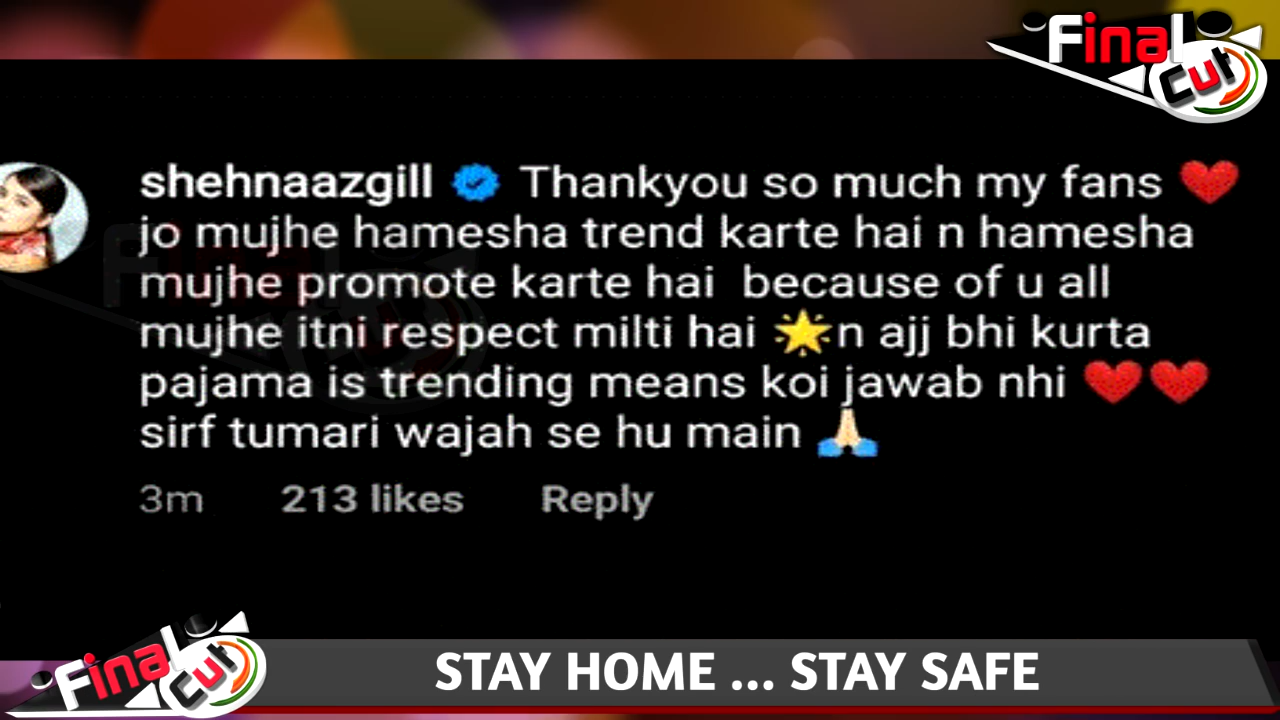 Final
Cut
shehnaazgill Thankyou so much my fans ❤️
jo mujhe hamesha trend karte hai n hamesha
mujhe promote karte hai because of u all
mujhe itni respect milti hai 🌟n ajj bhi kurta
pajama is trending means koi jawab nhi ❤️❤️
sirf tumari wajah se hu main 🙏🏻
3m 213 likes Reply
Final
Cut
STAY HOME ... STAY SAFE